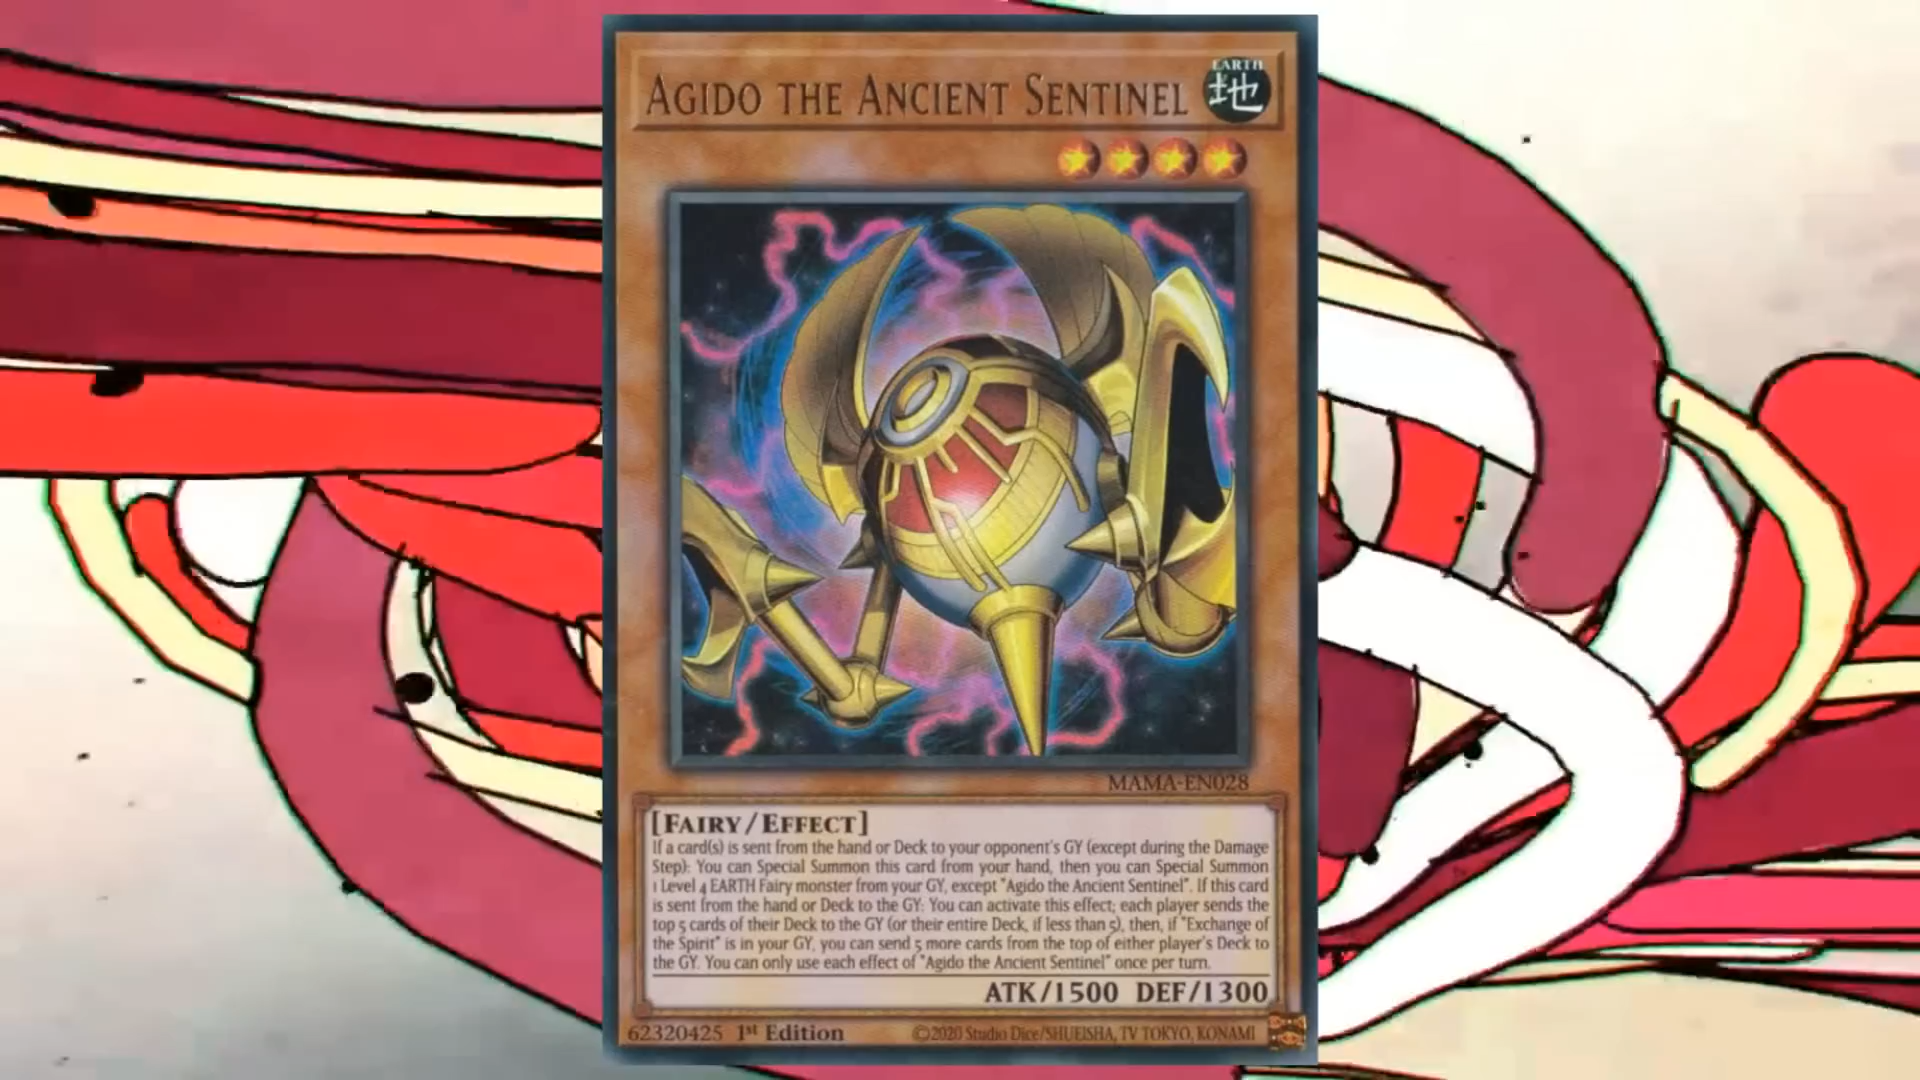 AGIDO THE ANCIENT SENTINEL
EARTH
地
MAMA-EN028
[FAIRY/EFFECT]
If a card(s) is sent from the hand or Deck to your opponent's GY (except during the Damage
Step): You can Special Summon this card from your hand, then you can Special Summon
1 Level 4 EARTH Fairy monster from your GY, except "Agido the Ancient Sentinel". If this card
is sent from the hand or Deck to the GY: You can activate this effect; each player sends the
top 5 cards of their Deck to the GY (or their entire Deck, if less than 5), then, if "Exchange of
the Spirit" is in your GY, you can send 5 more cards from the top of either player's Deck to
the GY. You can only use each effect of "Agido the Ancient Sentinel" once per turn.
ATK/1500 DEF/1300
62320425 1st Edition
©2020 Studio Dice/SHUEISHA, TV TOKYO, KONAMI